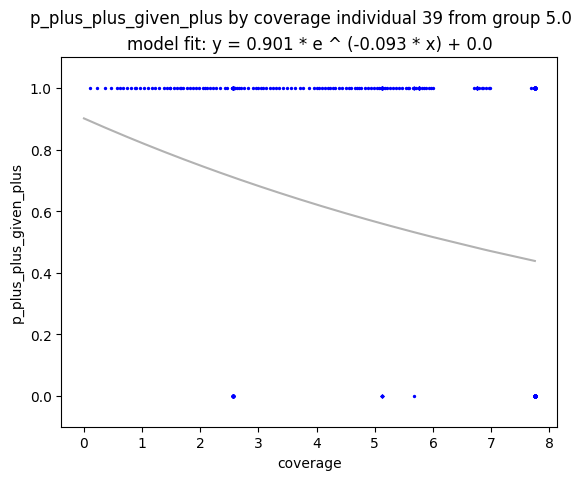 p_plus_plus_given_plus by coverage individual 39 from group 5.0
model fit: y = 0.901 * e ^ (-0.093 * x) + 0.0
1.0
0.8
0.6
0.4
0.2
0.0
p_plus_plus_given_plus
0 1 2 3 4 5 6 7 8
coverage